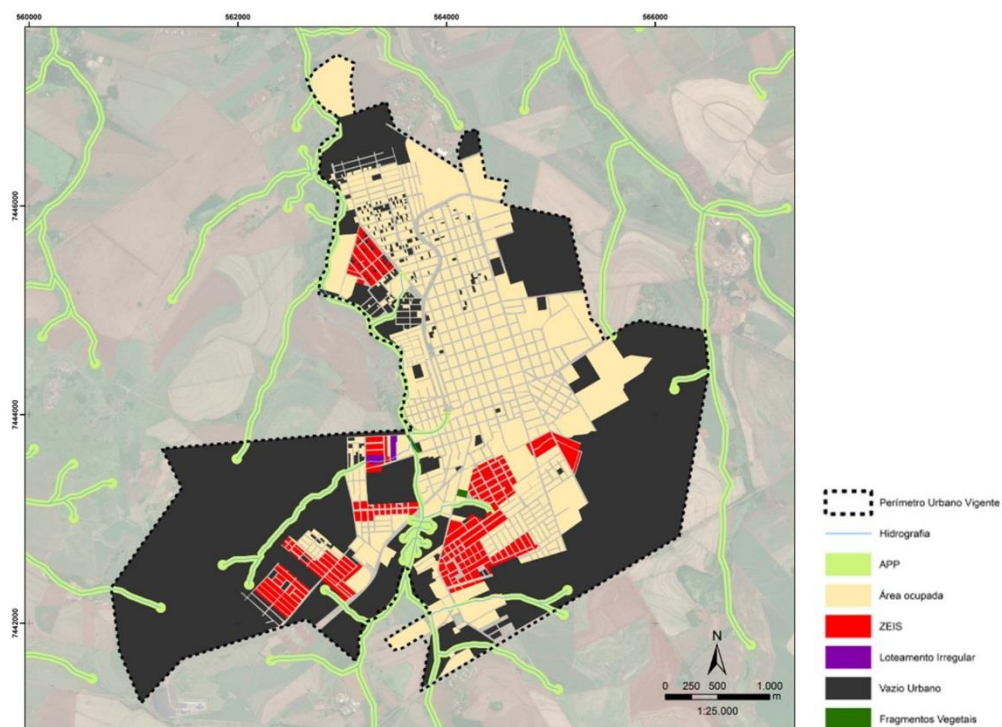 560000 562000 564000 566000
7446000
7444000
7442000
N
0 250 500 1.000
m
1:25.000
Perímetro Urbano Vigente
Hidrografia
APP
Área ocupada
ZEIS
Loteamento Irregular
Vazio Urbano
Fragmentos Vegetais